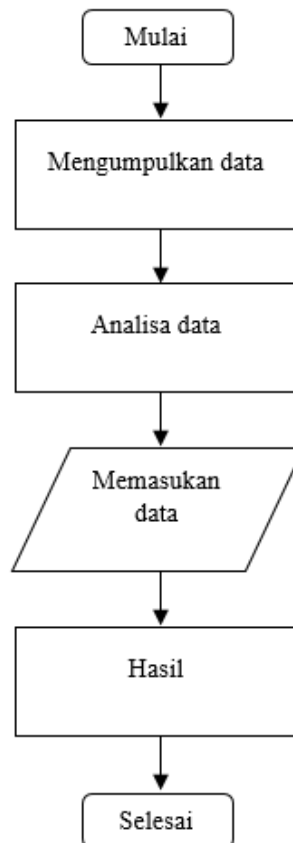 Mulai
Mengumpulkan data
Analisa data
Memasukan
data
Hasil
Selesai